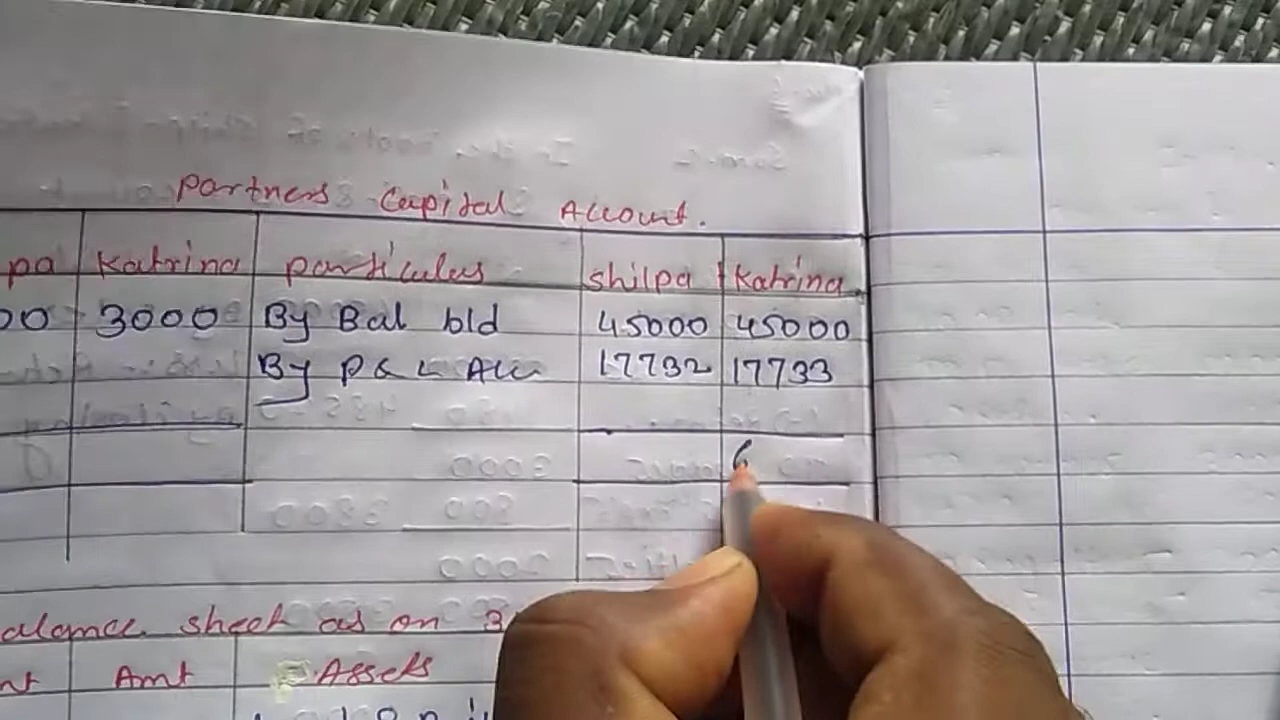 Partners Capital Account.
pa Katrina particulars shilpa Katrina
00 3000 By Bal bld 45000 45000
By P & L Acc 17732 17733
6
alance sheet as on 3
nt Amt Assets